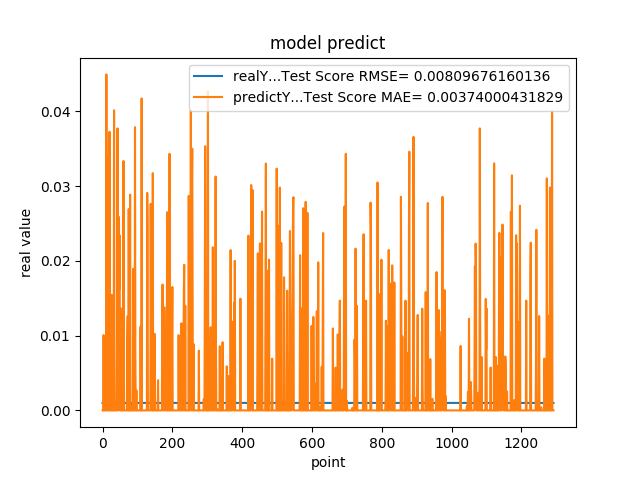 model predict
realY...Test Score RMSE= 0.00809676160136
predictY...Test Score MAE= 0.00374000431829
real value
0.04
0.03
0.02
0.01
0.00
0 200 400 600 800 1000 1200
point